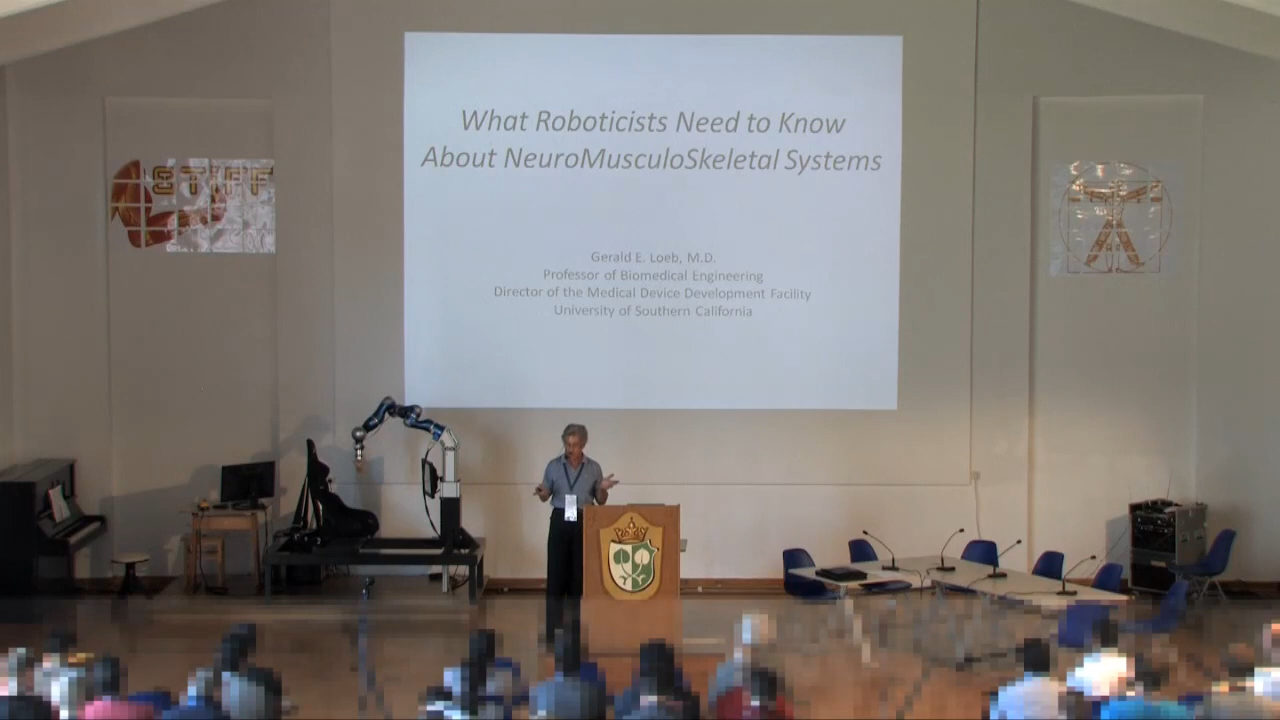 What Roboticists Need to Know
About NeuroMusculoSkeletal Systems
STIFF
Gerald E. Loeb, M.D.
Professor of Biomedical Engineering
Director of the Medical Device Development Facility
University of Southern California